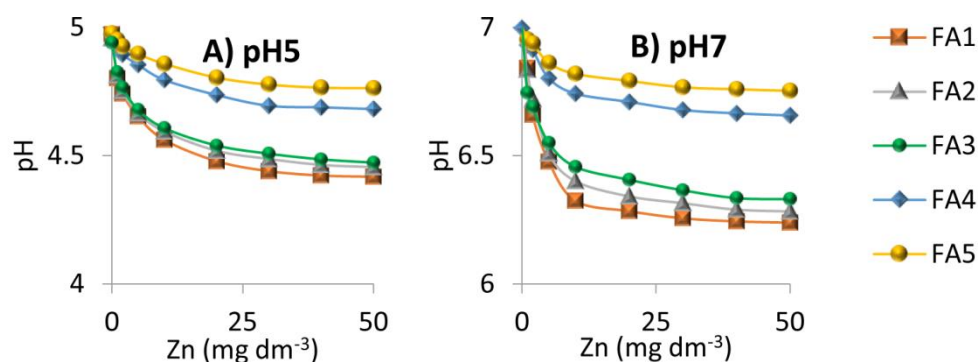 A) pH5
5
4.5
4
pH
0
25
50
Zn (mg dm-3)
B) pH7
7
6.5
6
pH
0
25
50
Zn (mg dm-3)
FA1
FA2
FA3
FA4
FA5